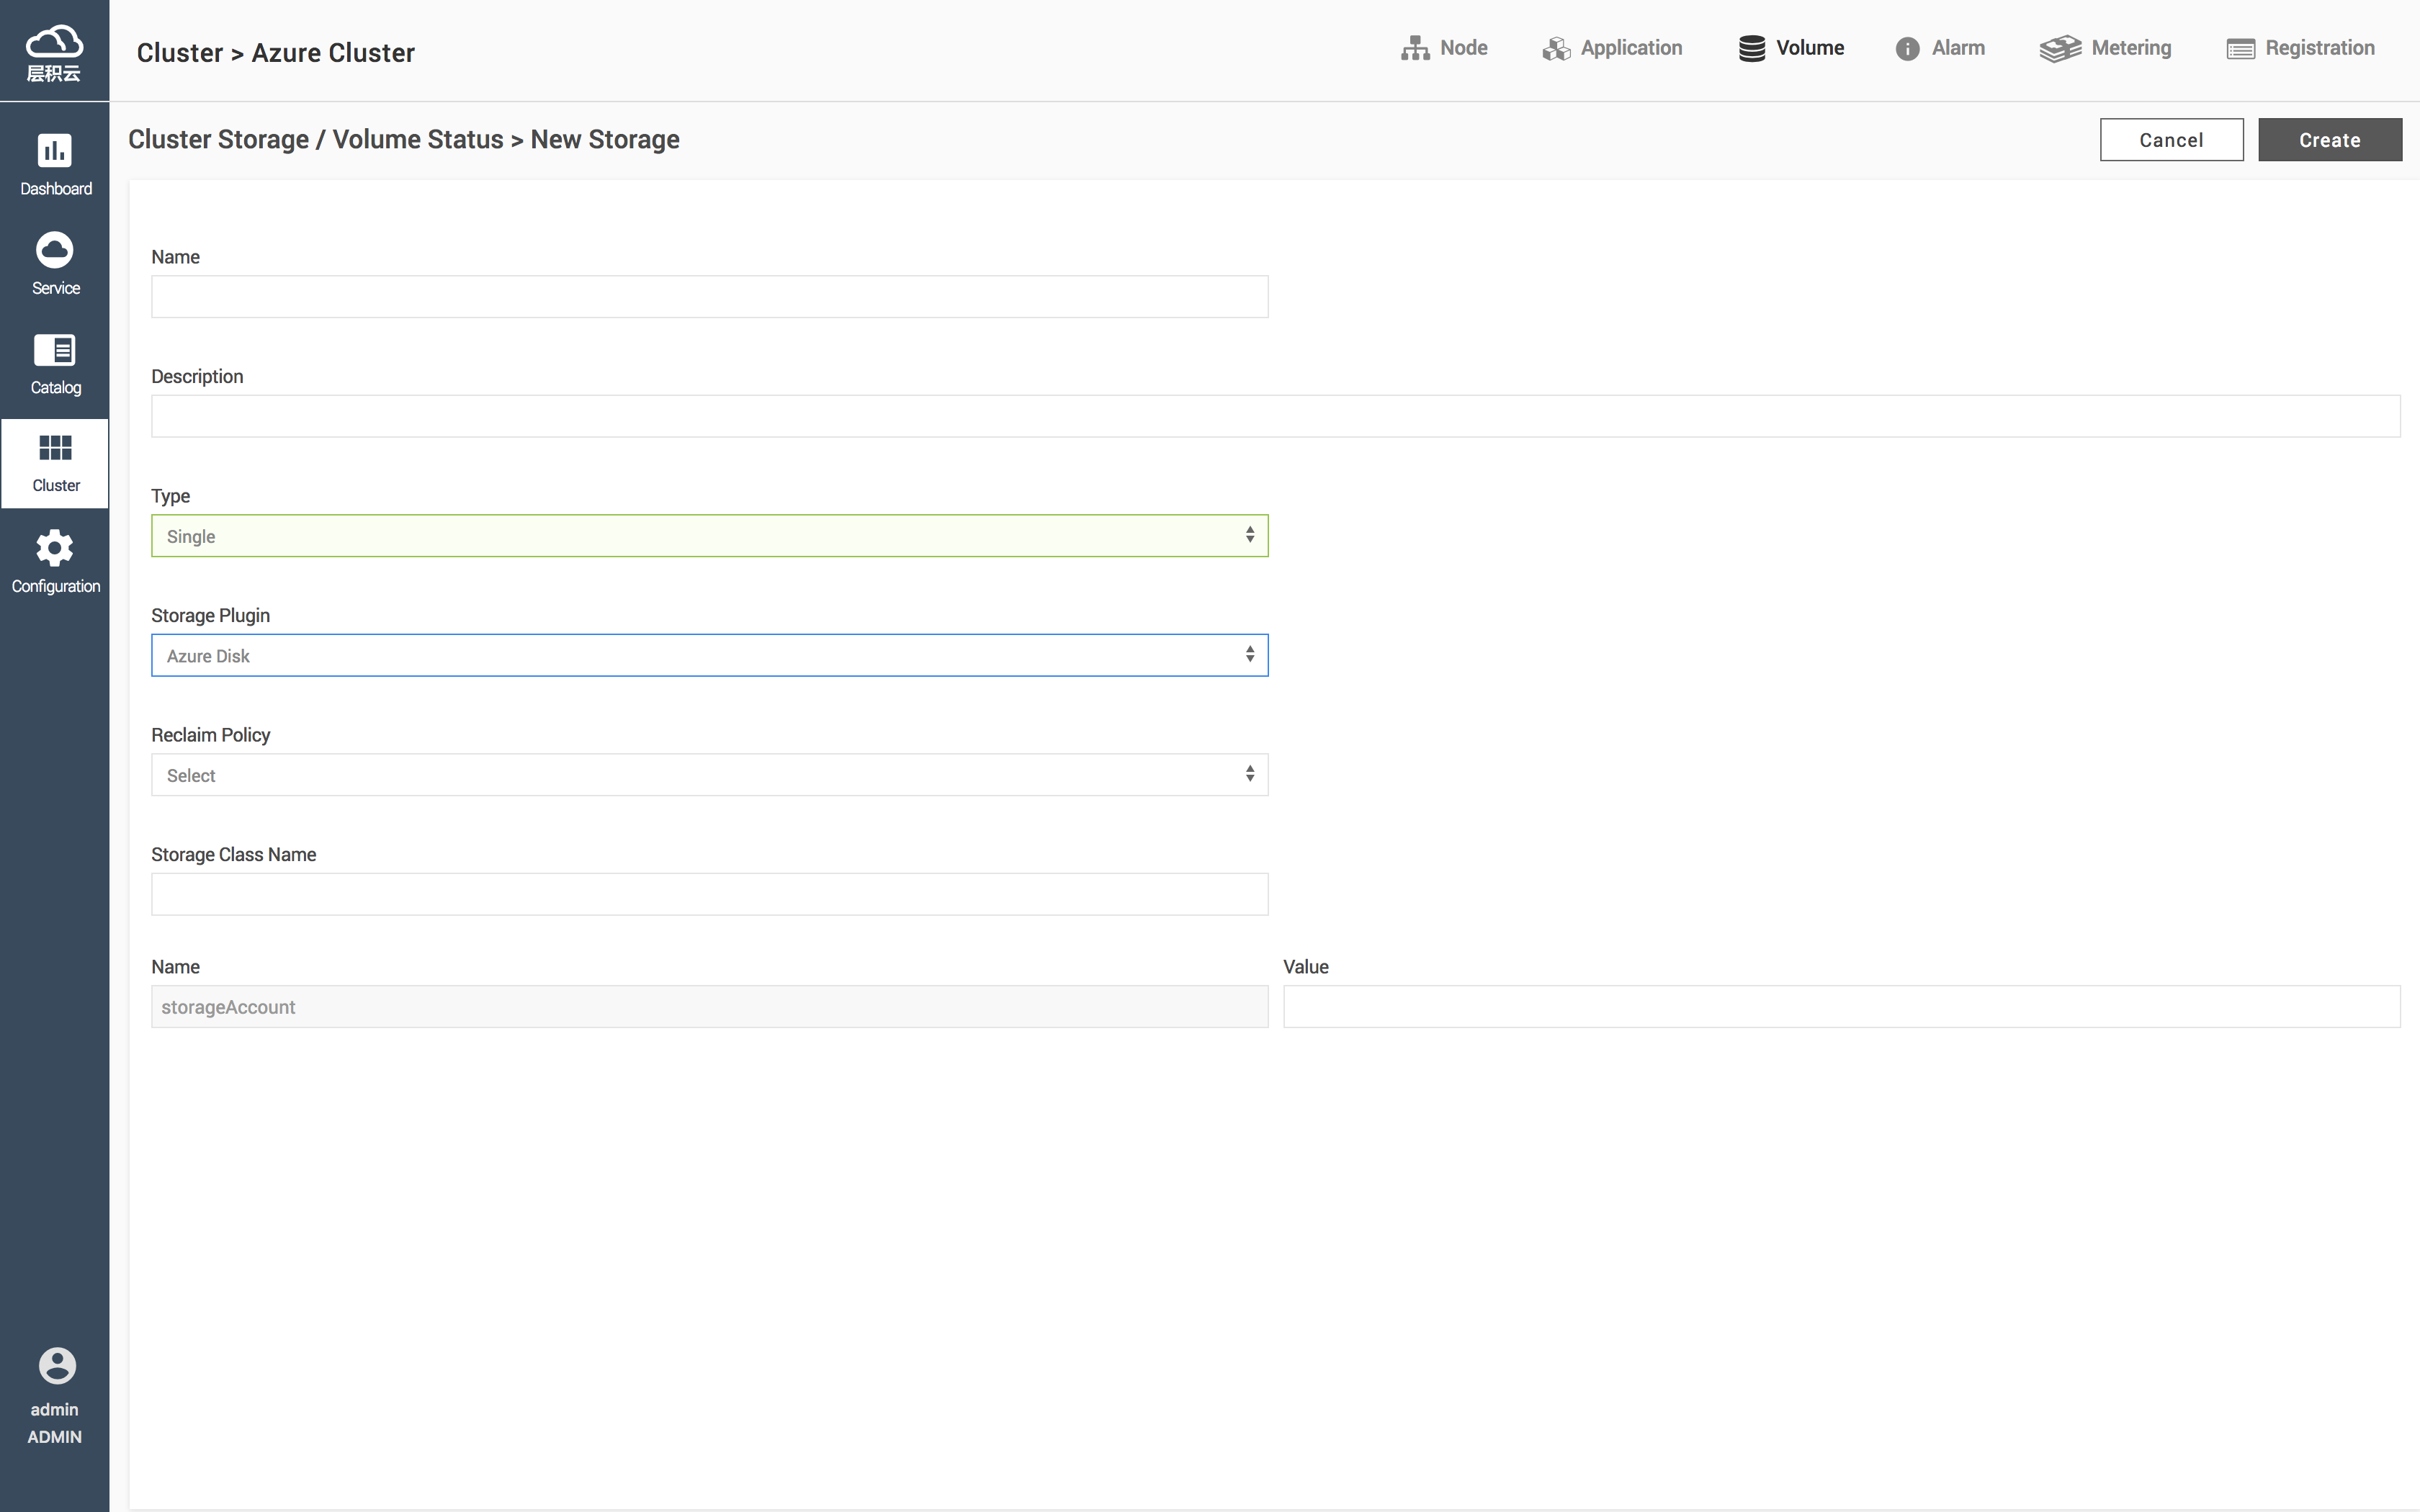 层积云
Cluster > Azure Cluster
Node
Application
Volume
Alarm
Metering
Registration
Cluster Storage / Volume Status > New Storage
Cancel
Create
Dashboard
Service
Catalog
Cluster
Configuration
admin
ADMIN
Name
Description
Type
Single
Storage Plugin
Azure Disk
Reclaim Policy
Select
Storage Class Name
Name
Value
storageAccount